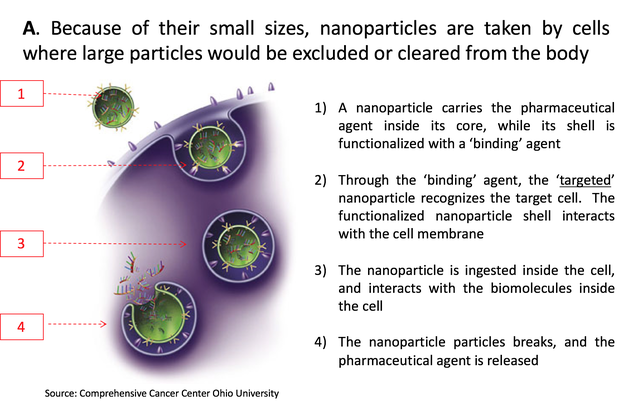 A. Because of their small sizes, nanoparticles are taken by cells
where large particles would be excluded or cleared from the body
1
2
3
4
1) A nanoparticle carries the pharmaceutical
agent inside its core, while its shell is
functionalized with a ‘binding’ agent
2) Through the ‘binding’ agent, the ‘targeted’
nanoparticle recognizes the target cell. The
functionalized nanoparticle shell interacts
with the cell membrane
3) The nanoparticle is ingested inside the cell,
and interacts with the biomolecules inside
the cell
4) The nanoparticle particles breaks, and the
pharmaceutical agent is released
Source: Comprehensive Cancer Center Ohio University